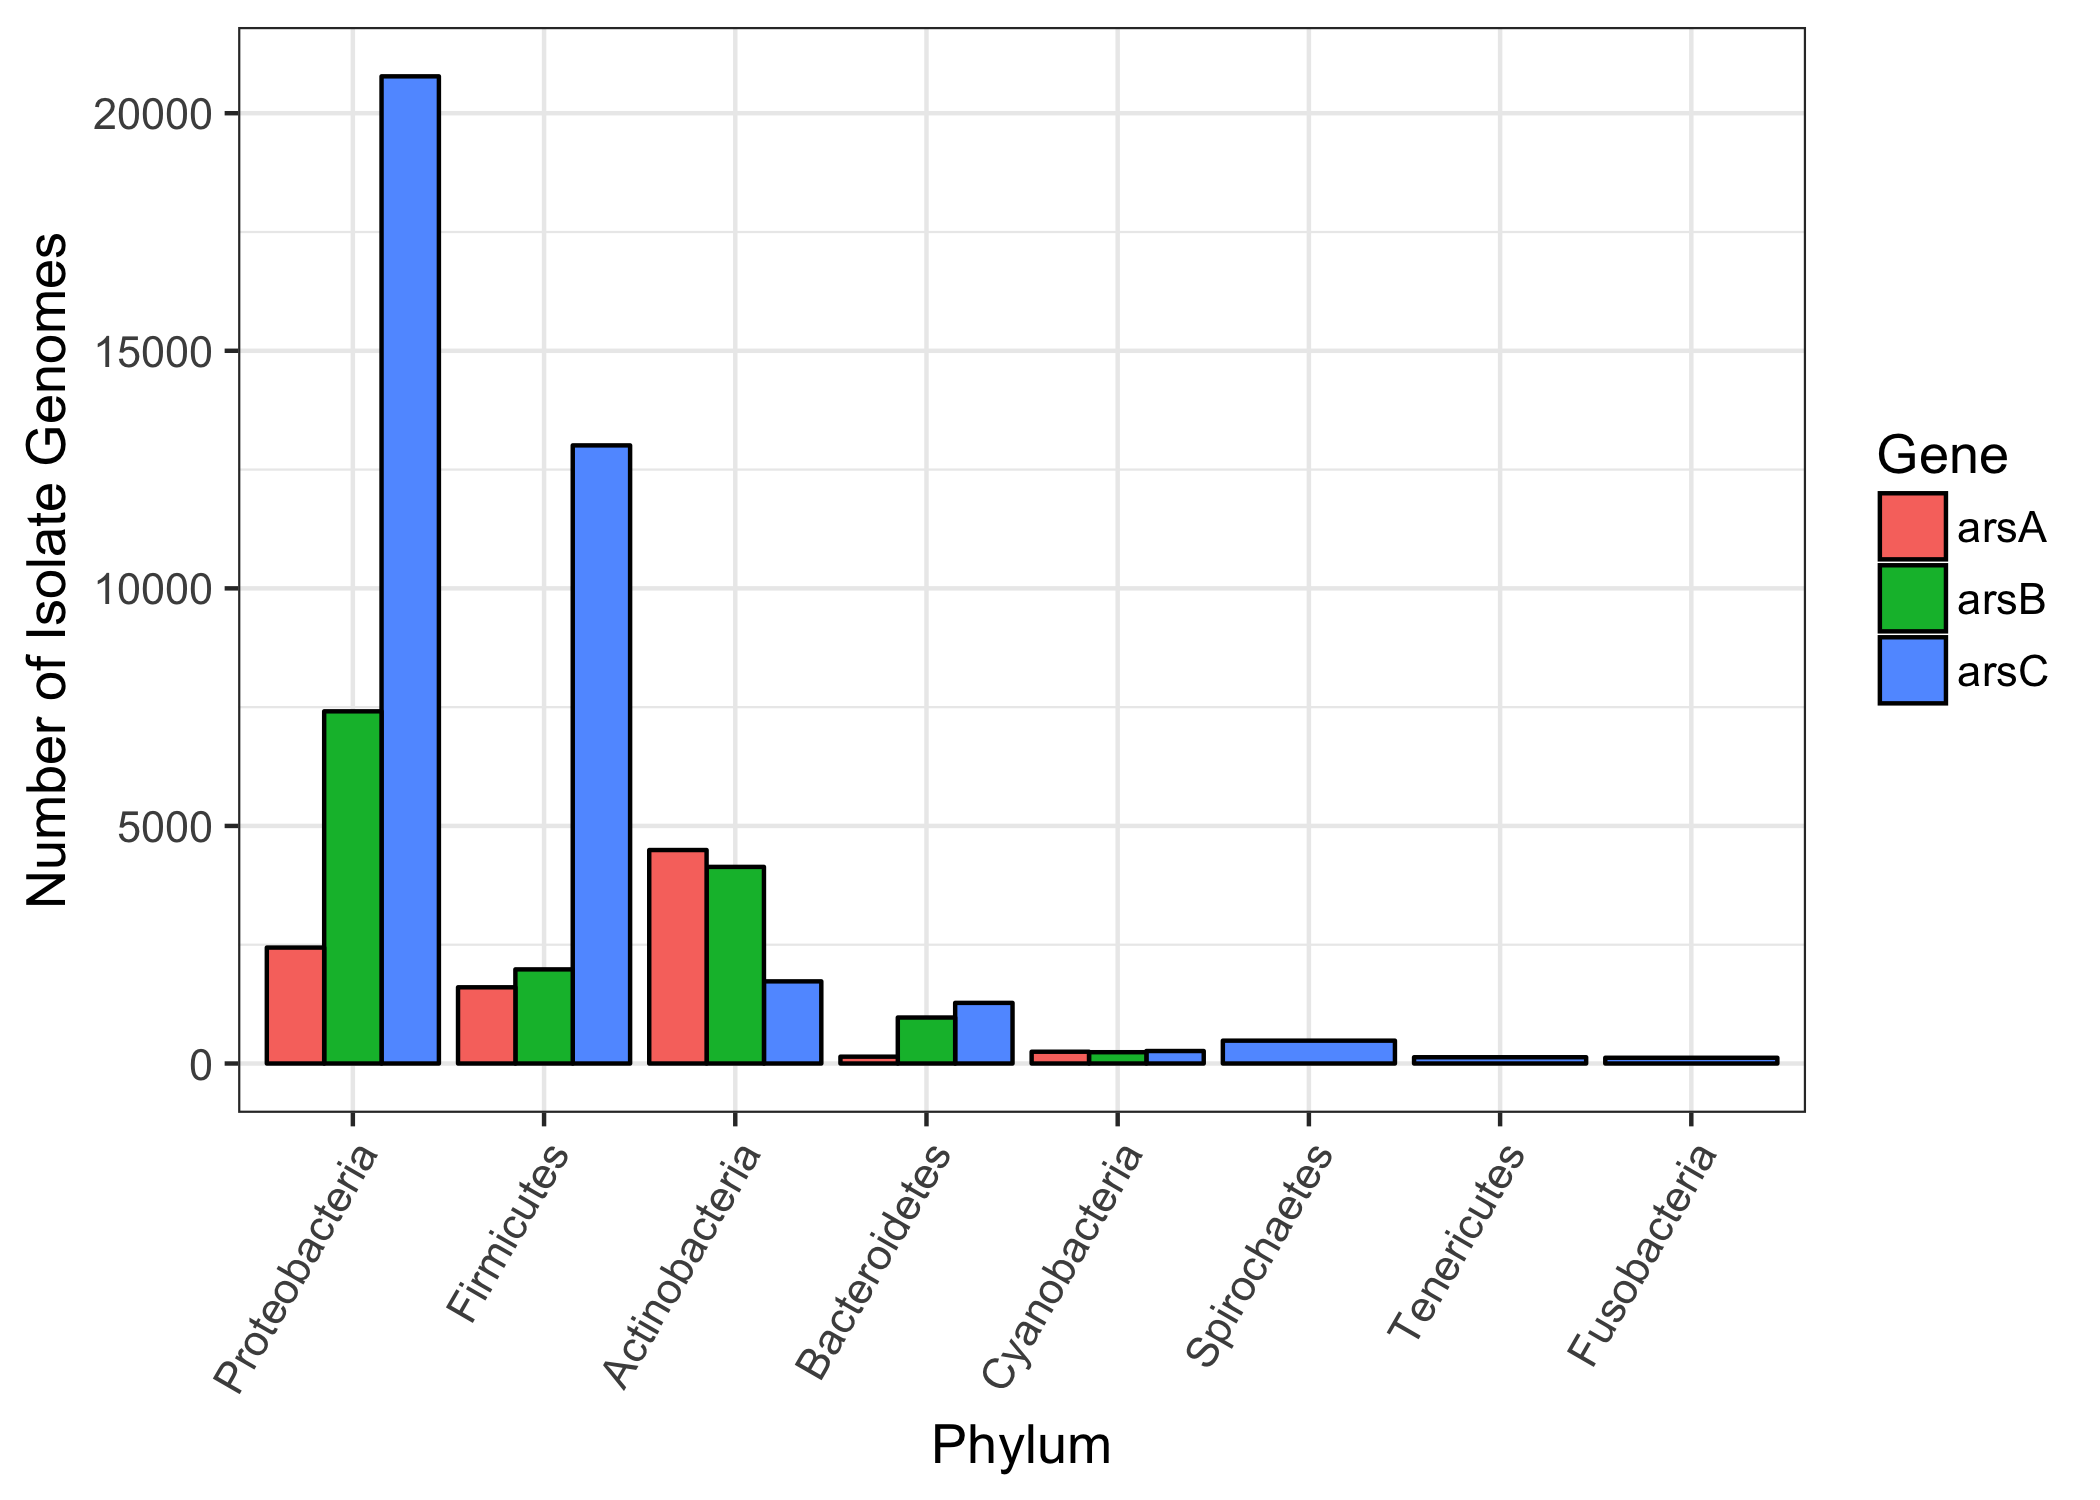 Number of Isolate Genomes
20000
15000
10000
5000
0
Proteobacteria
Firmicutes
Actinobacteria
Bacteroidetes
Cyanobacteria
Spirochaetes
Tenericutes
Fusobacteria
Phylum
Gene
arsA
arsB
arsC